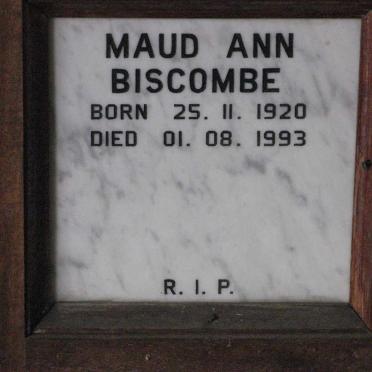 MAUD ANN
BISCOMBE
BORN 25. 11. 1920
DIED 01. 08. 1993
R. I. P.